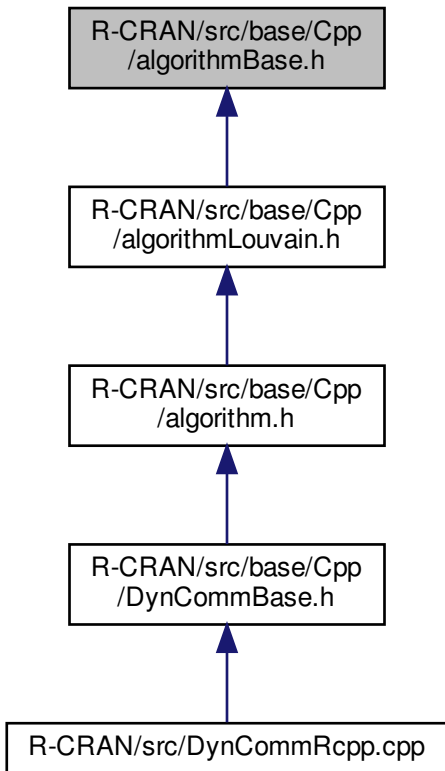 R-CRAN/src/base/Cpp
/algorithmBase.h
R-CRAN/src/base/Cpp
/algorithmLouvain.h
R-CRAN/src/base/Cpp
/algorithm.h
R-CRAN/src/base/Cpp
/DynCommBase.h
R-CRAN/src/DynCommRcpp.cpp